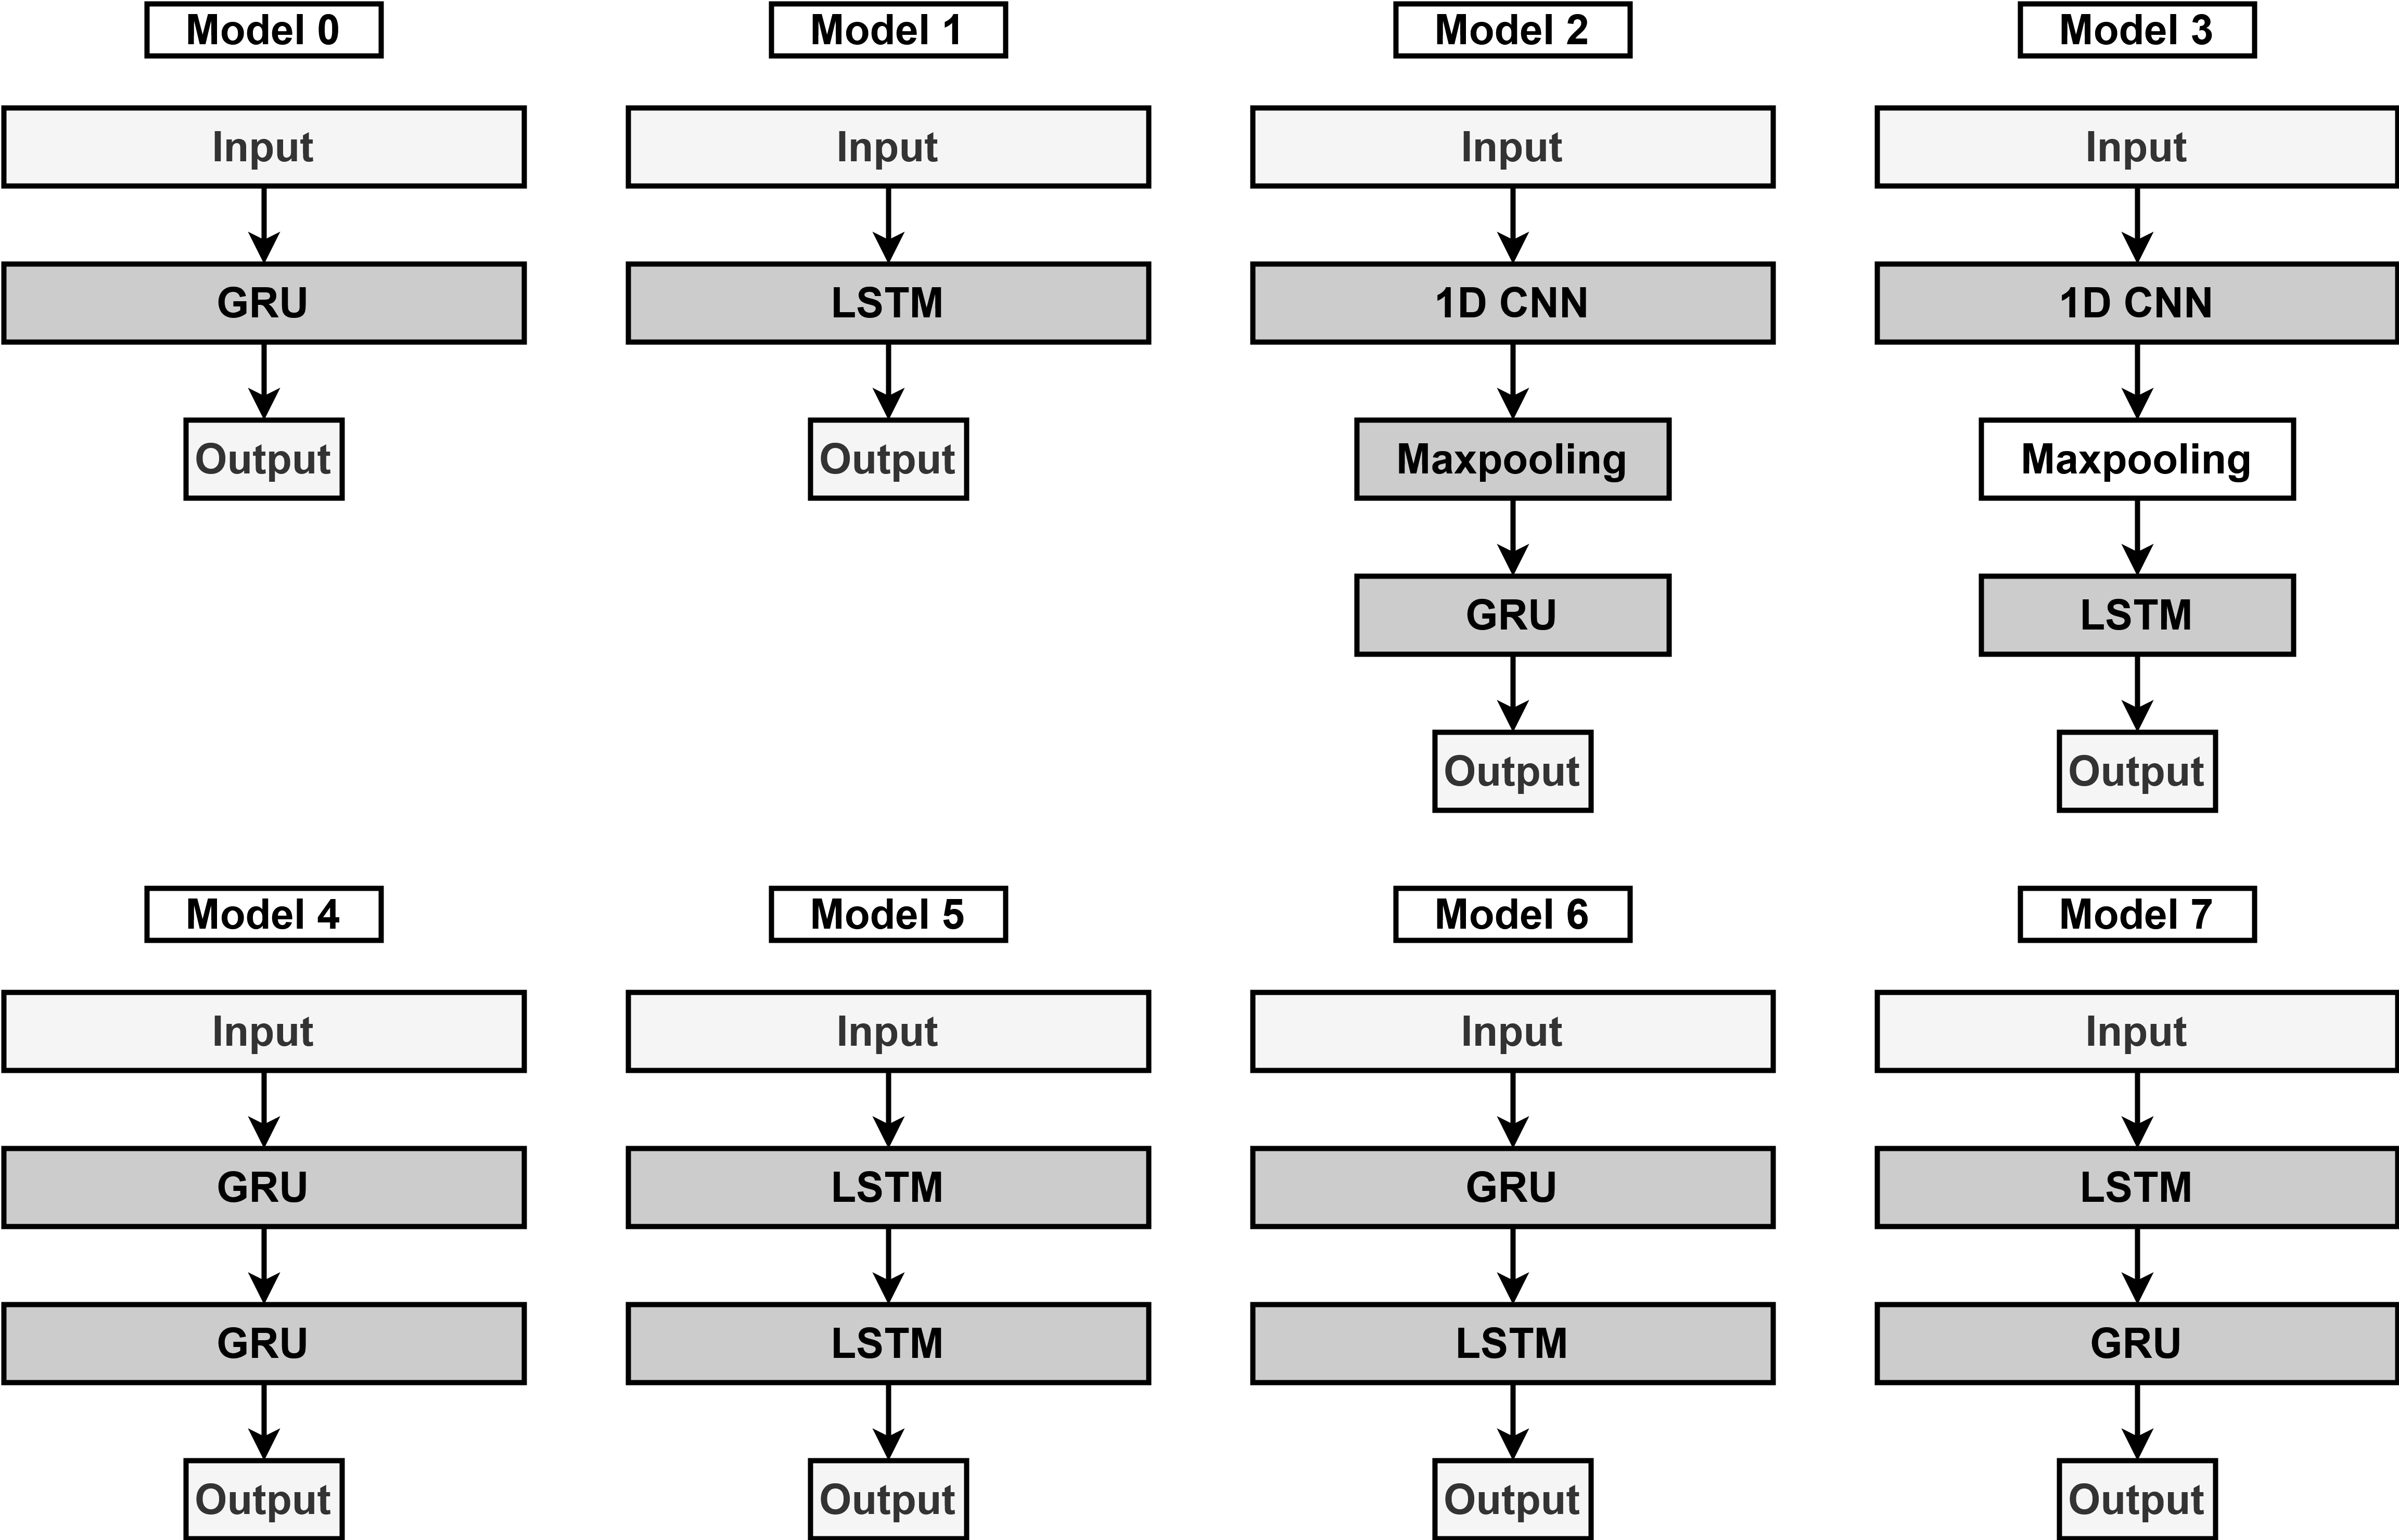 Model 0
Input
GRU
Output
Model 1
Input
LSTM
Output
Model 2
Input
1D CNN
Maxpooling
GRU
Output
Model 3
Input
1D CNN
Maxpooling
LSTM
Output
Model 4
Input
GRU
GRU
Output
Model 5
Input
LSTM
LSTM
Output
Model 6
Input
GRU
LSTM
Output
Model 7
Input
LSTM
GRU
Output